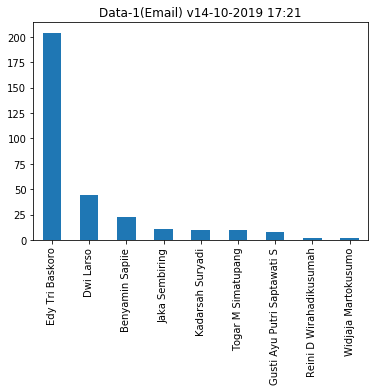 Data-1(Email) v14-10-2019 17:21
200
175
150
125
100
75
50
25
0
Edy Tri Baskoro
Dwi Larso
Benyamin Sapiie
Jaka Sembiring
Kadarsah Suryadi
Togar M Simatupang
Gusti Ayu Putri Saptawati S
Reini D Wirahadikusumah
Widjaja Martokusumo